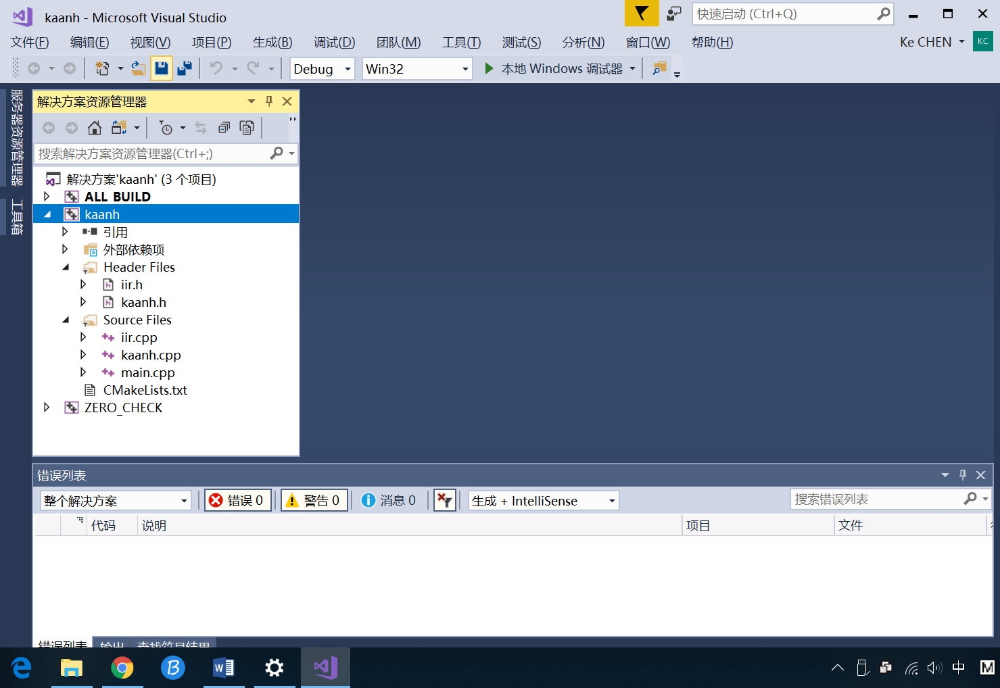 kaanh - Microsoft Visual Studio
快速启动 (Ctrl+Q)
文件(F) 编辑(E) 视图(V) 项目(P) 生成(B) 调试(D) 团队(M) 工具(T) 测试(S) 分析(N) 窗口(W) 帮助(H) Ke CHEN KC
Debug Win32 本地 Windows 调试器
服务器资源管理器
工具箱
解决方案资源管理器
搜索解决方案资源管理器(Ctrl+;)
解决方案'kaanh' (3 个项目)
ALL_BUILD
kaanh
引用
外部依赖项
Header Files
iir.h
kaanh.h
Source Files
iir.cpp
kaanh.cpp
main.cpp
CMakeLists.txt
ZERO_CHECK
错误列表
整个解决方案 错误 0 警告 0 消息 0 生成 + IntelliSense 搜索错误列表
代码 说明 项目 文件
错误列表 输出 查找符号结果
中 M